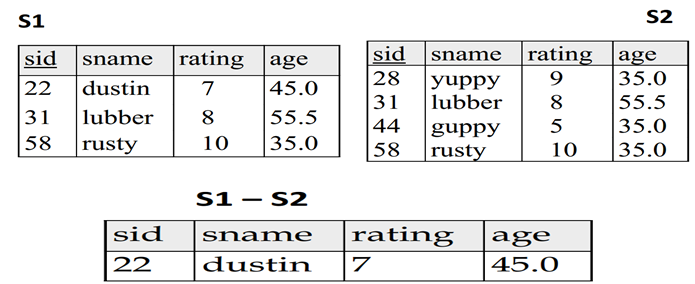 S1
sid sname rating age
22 dustin 7 45.0
31 lubber 8 55.5
58 rusty 10 35.0
S2
sid sname rating age
28 yuppy 9 35.0
31 lubber 8 55.5
44 guppy 5 35.0
58 rusty 10 35.0
S1 – S2
sid sname rating age
22 dustin 7 45.0